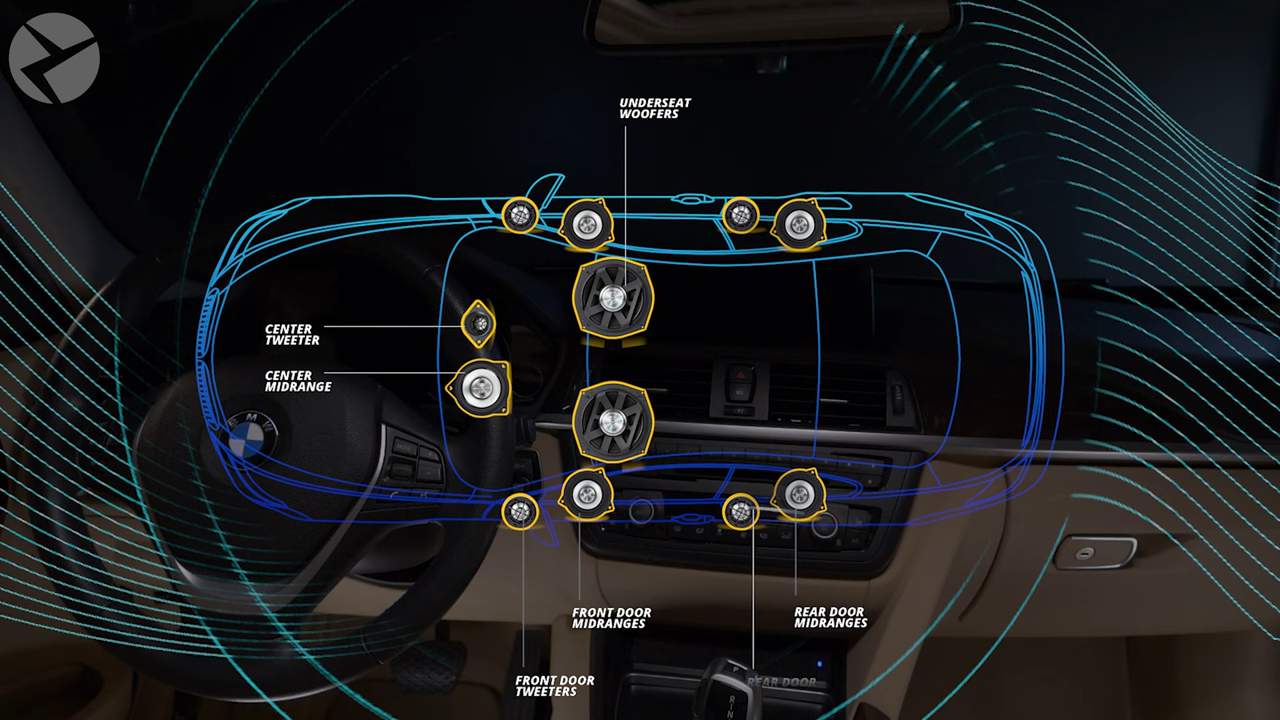 UNDERSEAT
WOOFERS
CENTER
TWEETER
CENTER
MIDRANGE
BMW
FRONT DOOR
MIDRANGES
REAR DOOR
MIDRANGES
FRONT DOOR
TWEETERS
REAR DOOR
P
R
N